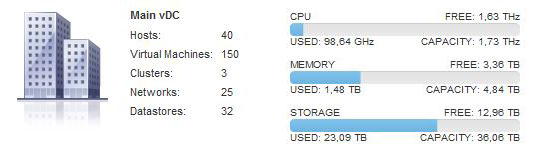 Main vDC
Hosts: 40
Virtual Machines: 150
Clusters: 3
Networks: 25
Datastores: 32
CPU FREE: 1,63 THz
USED: 98,64 GHz CAPACITY: 1,73 THz
MEMORY FREE: 3,36 TB
USED: 1,48 TB CAPACITY: 4,84 TB
STORAGE FREE: 12,96 TB
USED: 23,09 TB CAPACITY: 36,06 TB